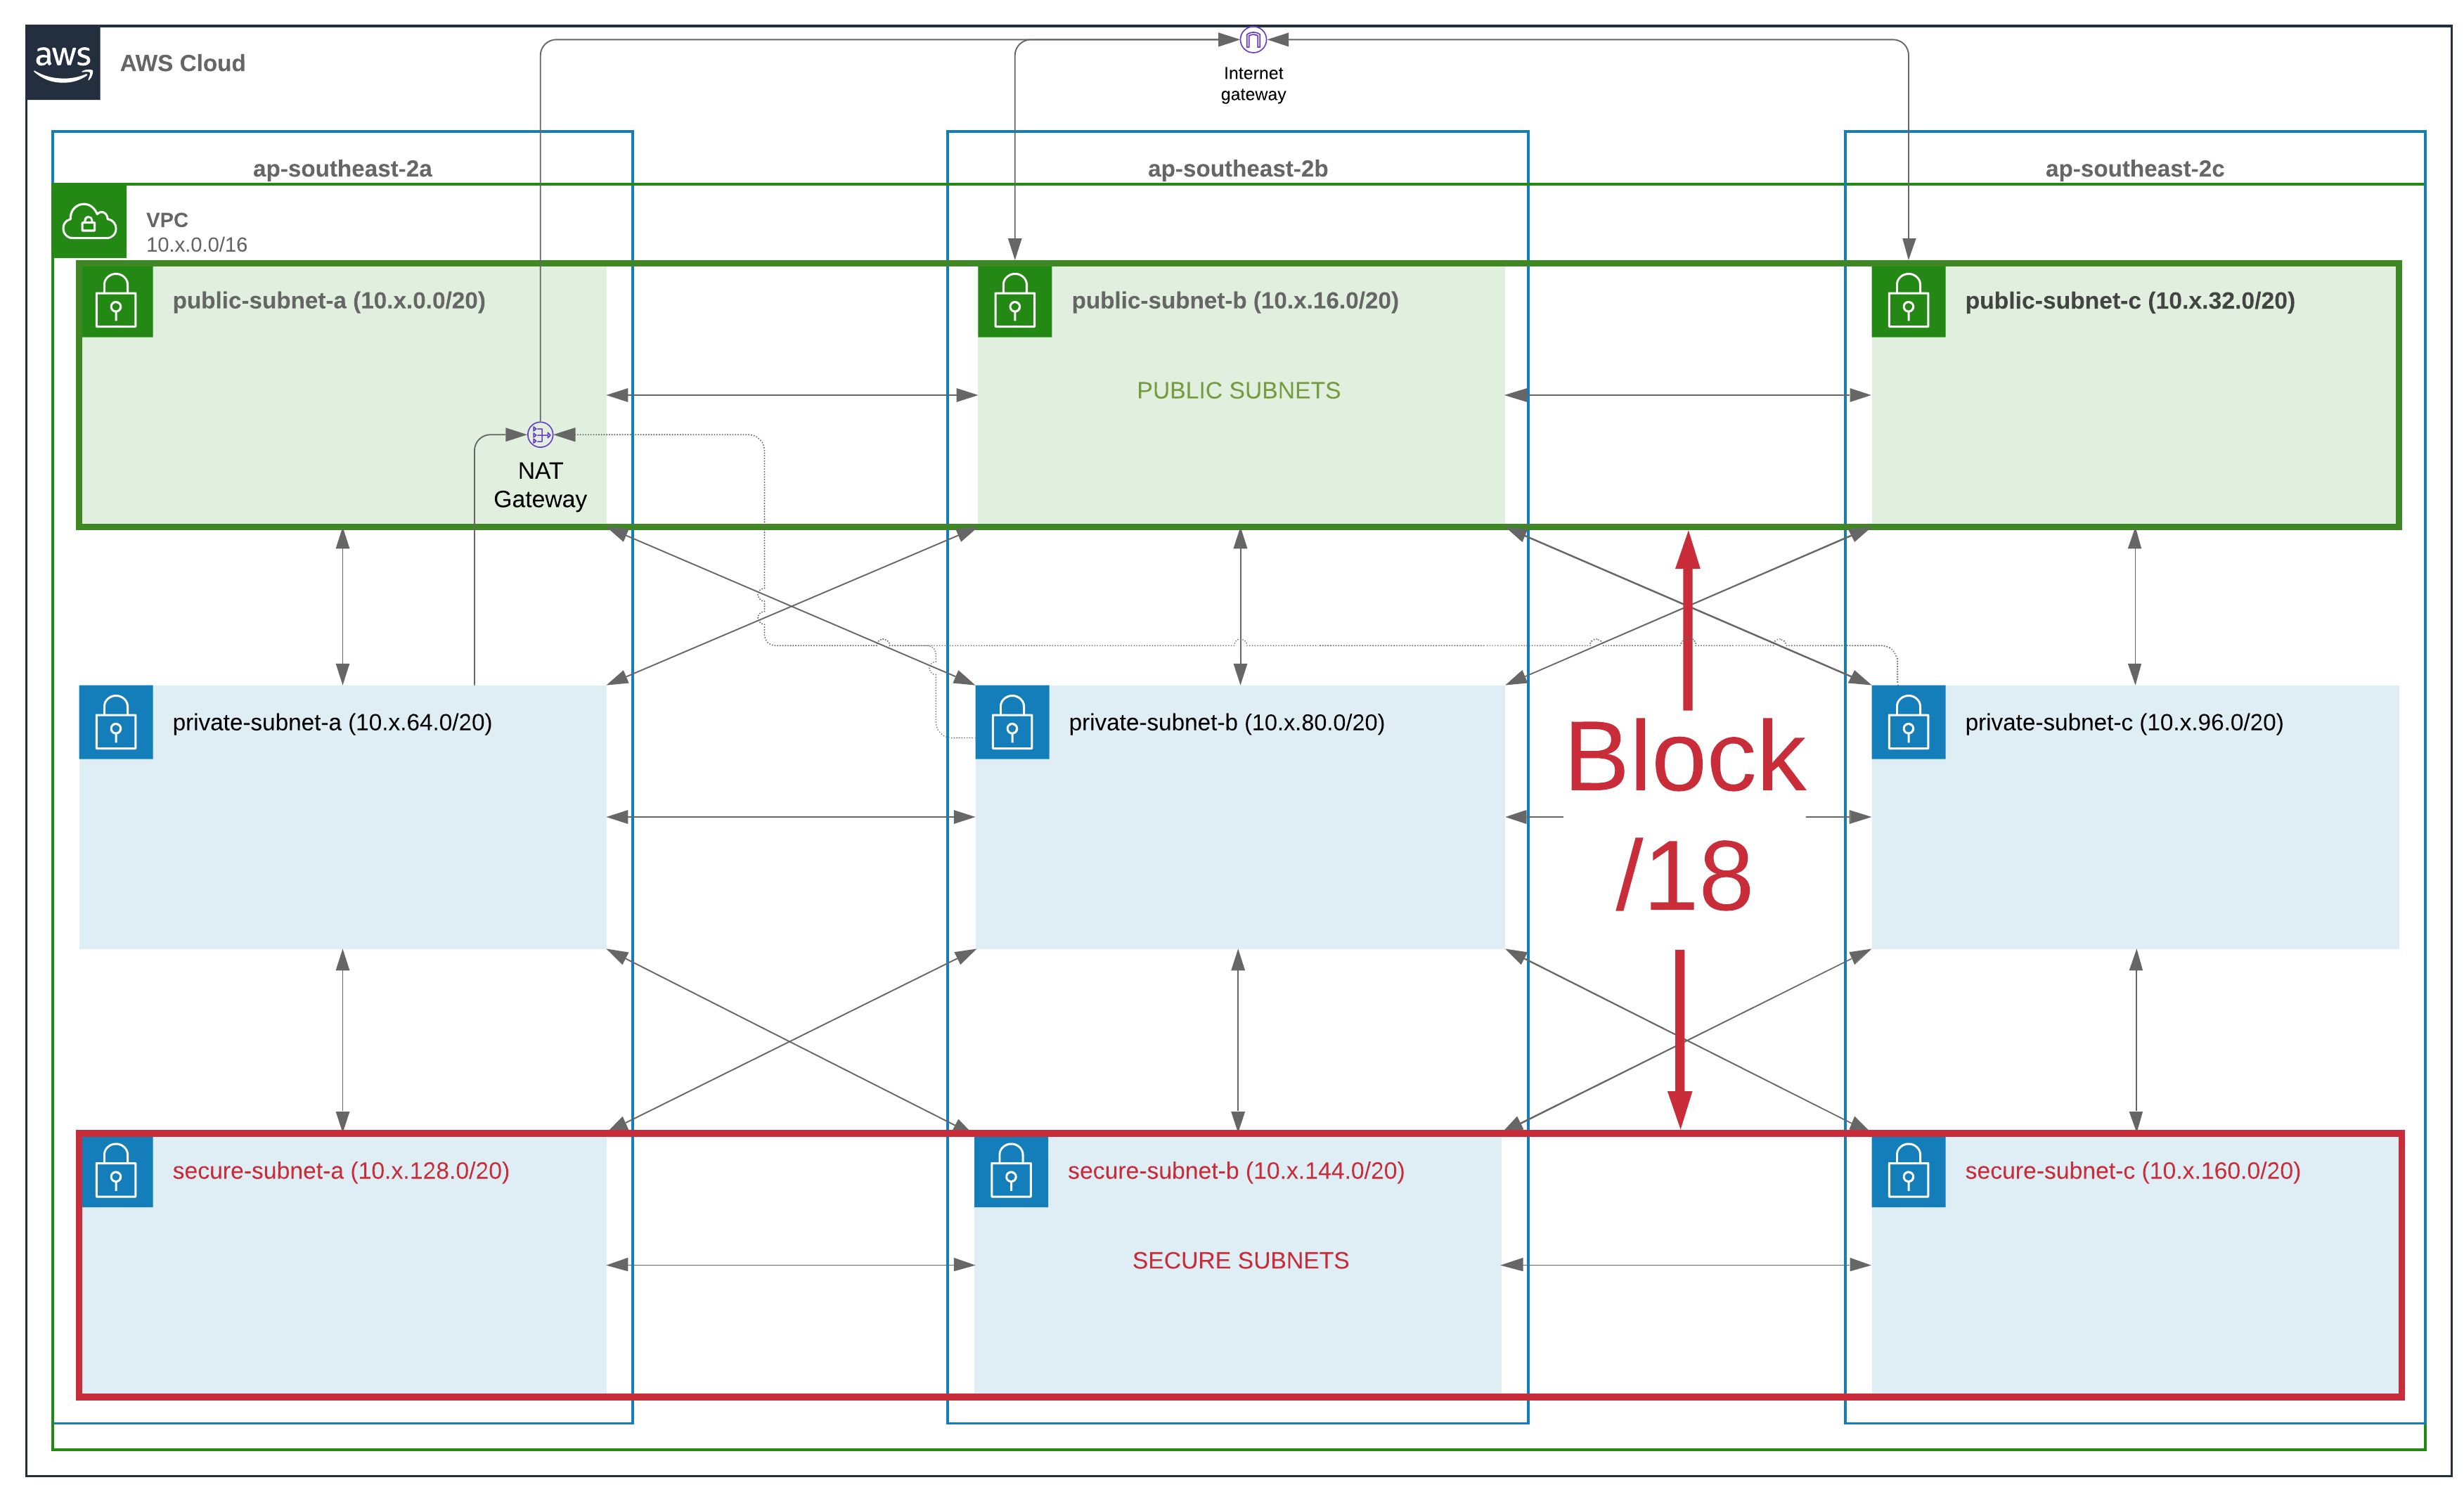 aws
AWS Cloud
Internet
gateway
ap-southeast-2a
ap-southeast-2b
ap-southeast-2c
VPC
10.x.0.0/16
public-subnet-a (10.x.0.0/20)
public-subnet-b (10.x.16.0/20)
public-subnet-c (10.x.32.0/20)
PUBLIC SUBNETS
NAT
Gateway
private-subnet-a (10.x.64.0/20)
private-subnet-b (10.x.80.0/20)
private-subnet-c (10.x.96.0/20)
Block
/18
secure-subnet-a (10.x.128.0/20)
secure-subnet-b (10.x.144.0/20)
secure-subnet-c (10.x.160.0/20)
SECURE SUBNETS